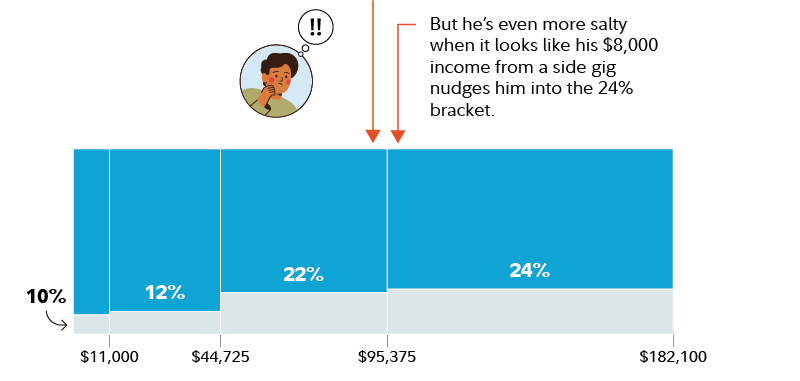 !!
But he's even more salty
when it looks like his $8,000
income from a side gig
nudges him into the 24%
bracket.
10%
12%
22%
24%
$11,000
$44,725
$95,375
$182,100